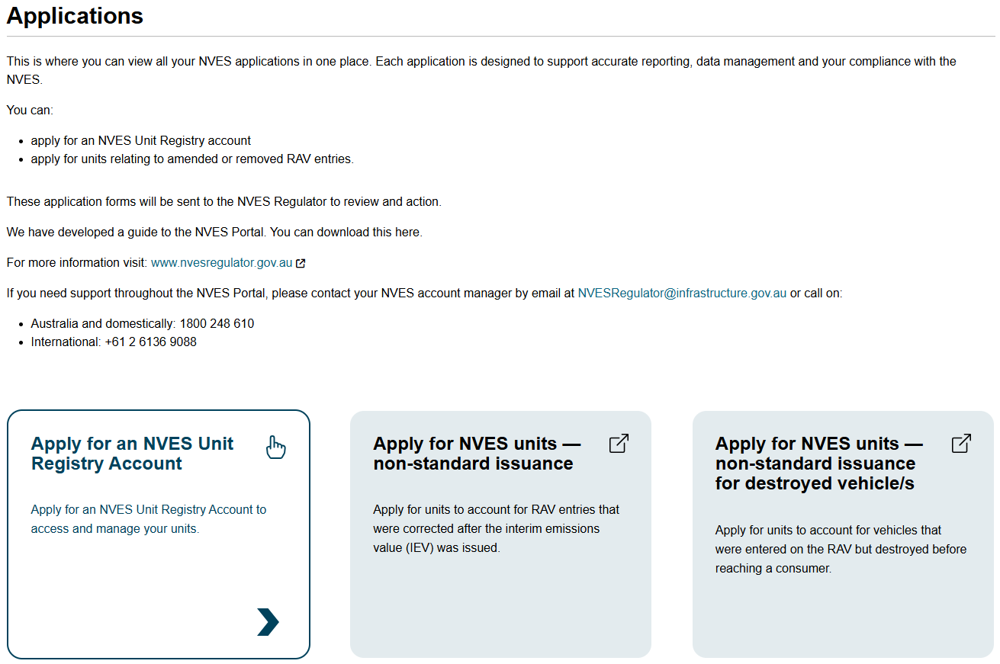 Applications
This is where you can view all your NVES applications in one place. Each application is designed to support accurate reporting, data management and your compliance with the
NVES.
You can:
• apply for an NVES Unit Registry account
• apply for units relating to amended or removed RAV entries.
These application forms will be sent to the NVES Regulator to review and action.
We have developed a guide to the NVES Portal. You can download this here.
For more information visit: www.nvesregulator.gov.au
If you need support throughout the NVES Portal, please contact your NVES account manager by email at NVESRegulator@infrastructure.gov.au or call on:
• Australia and domestically: 1800 248 610
• International: +61 2 6136 9088
Apply for an NVES Unit
Registry Account
Apply for an NVES Unit Registry Account to
access and manage your units.
Apply for NVES units —
non-standard issuance
Apply for units to account for RAV entries that
were corrected after the interim emissions
value (IEV) was issued.
Apply for NVES units —
non-standard issuance
for destroyed vehicle/s
Apply for units to account for vehicles that
were entered on the RAV but destroyed before
reaching a consumer.